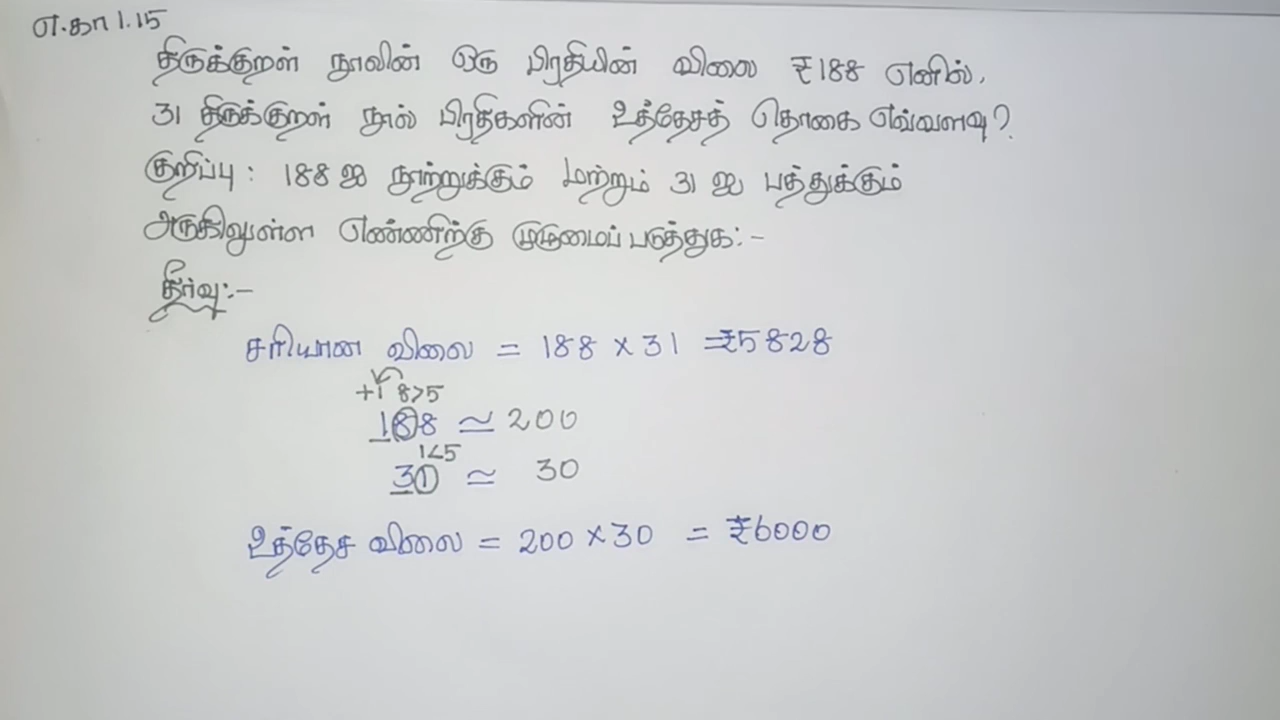 எ.கா 1.15
திருக்குறள் நூலின் ஒரு பிரதியின் விலை ₹188 எனில்,
31 திருக்குறள் நூல் பிரதிகளின் உத்தேசத் தொகை எவ்வளவு?
குறிப்பு: 188 ஐ நூற்றுக்கும் மற்றும் 31 ஐ பத்துக்கும்
அருகிலுள்ள எண்ணிற்கு முழுமைப் படுத்துக:-
தீர்வு:-
சரியான விலை = 188 × 31 = ₹5828
+1 8>5
188 ≃ 200
1<5
31 ≃ 30
உத்தேச விலை = 200 × 30 = ₹6000